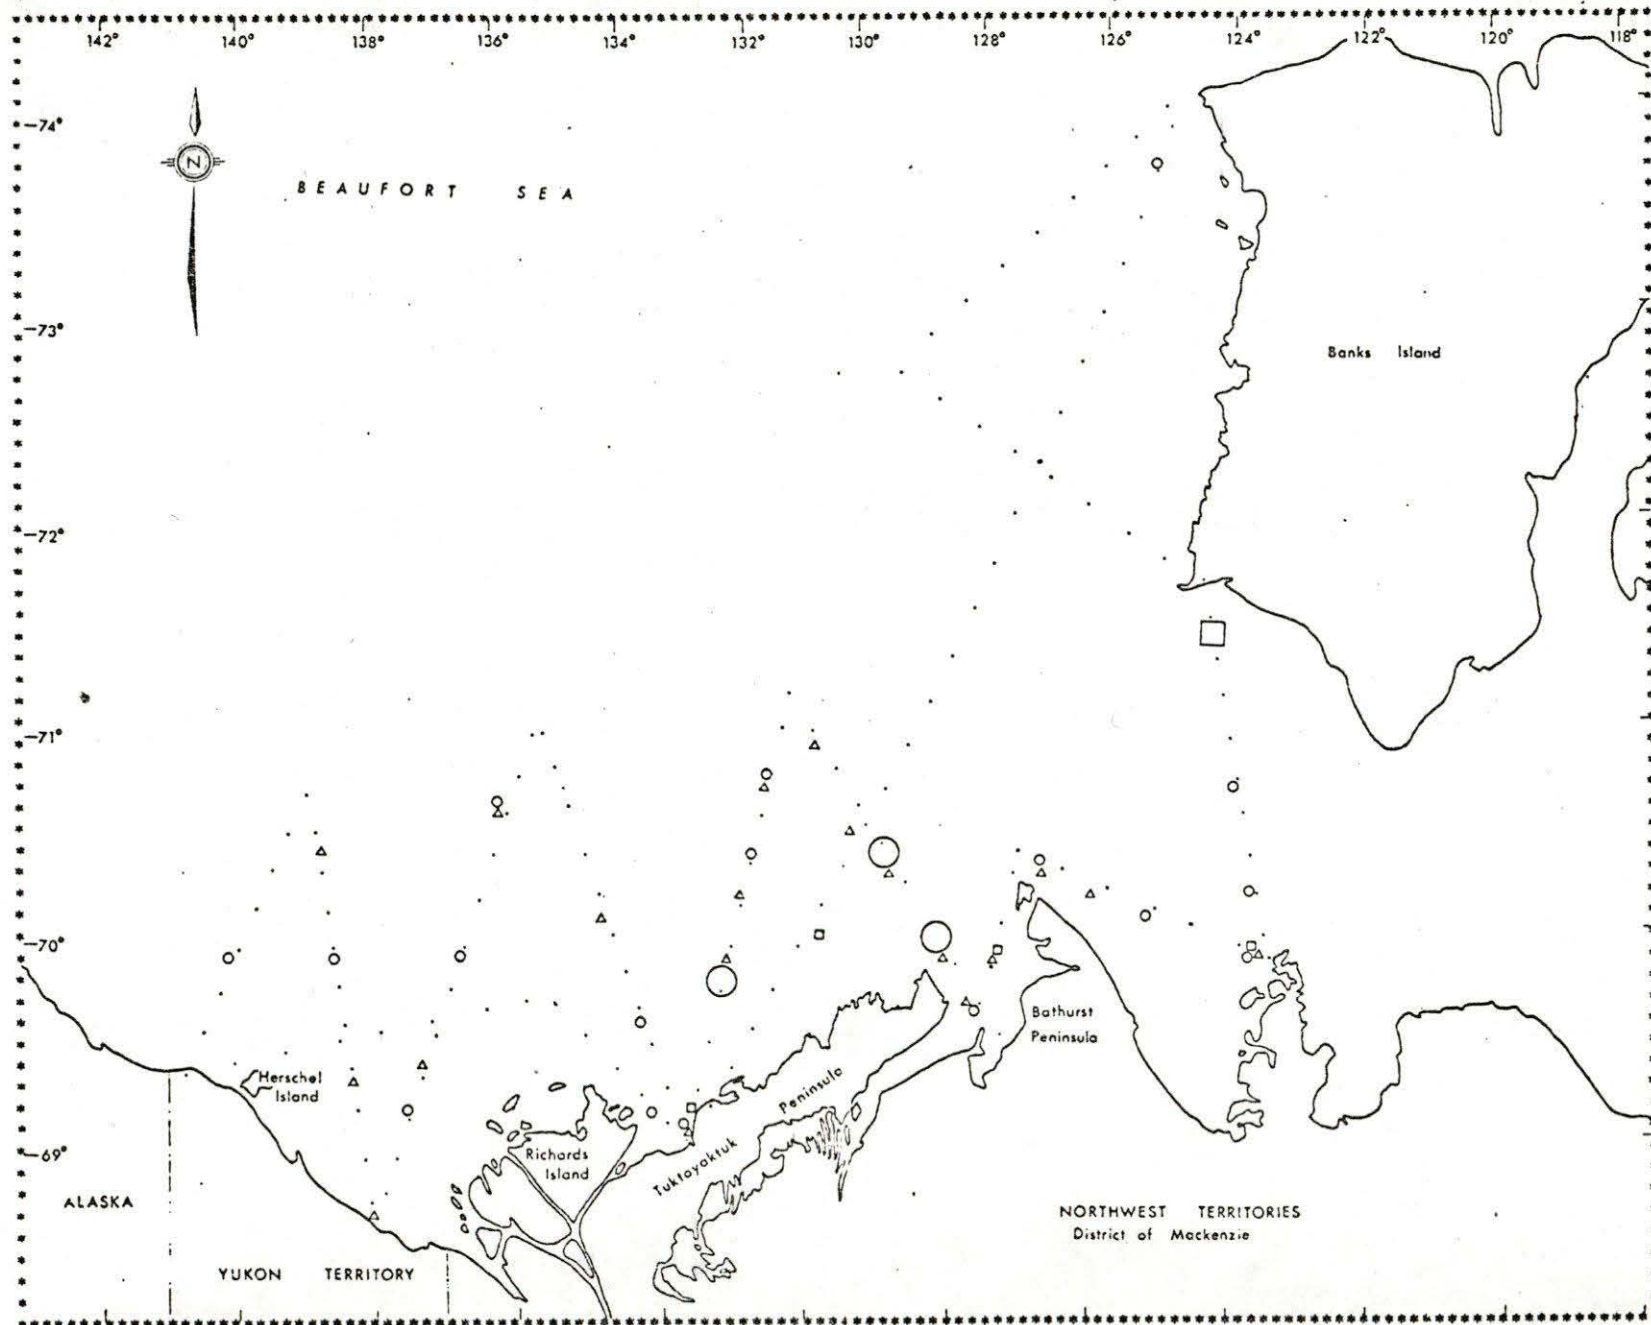 142° 140° 138° 136° 134° 132° 130° 128° 126° 124° 122° 120° 118°
74°
N
BEAUFORT SEA
73°
Banks Island
72°
71°
70°
Bathurst
Peninsula
Herschel
Island
Peninsula
69°
Richards
Island
Tuktoyaktuk
ALASKA
NORTHWEST TERRITORIES
District of Mackenzie
YUKON TERRITORY